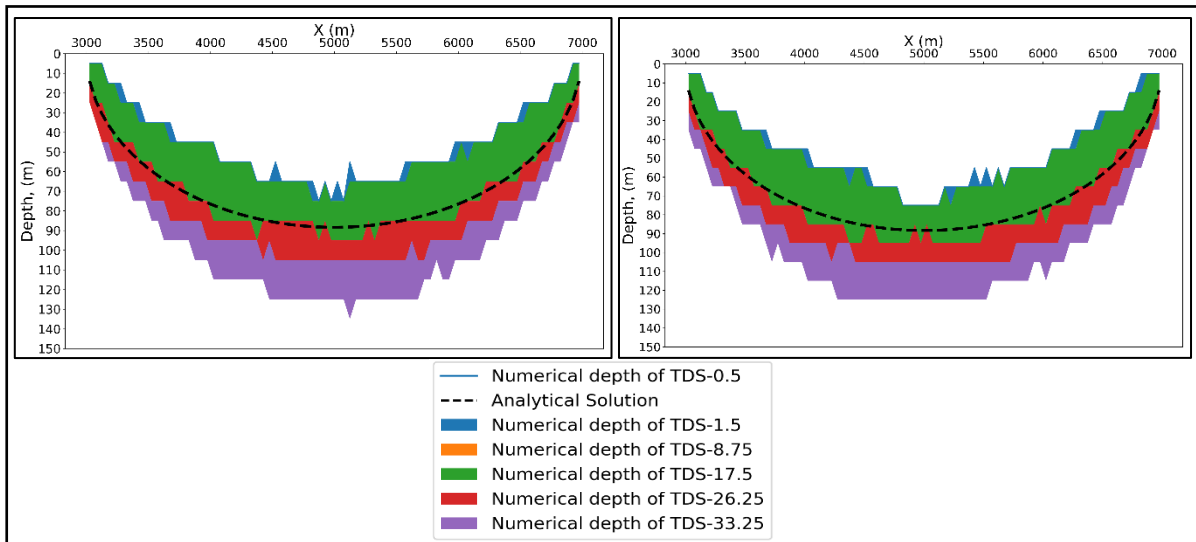 X (m)
3000 3500 4000 4500 5000 5500 6000 6500 7000
0
10
20
30
40
50
60
70
80
90
100
110
120
130
140
150
Depth, (m)
X (m)
3000 3500 4000 4500 5000 5500 6000 6500 7000
0
10
20
30
40
50
60
70
80
90
100
110
120
130
140
150
Depth, (m)
Numerical depth of TDS-0.5
Analytical Solution
Numerical depth of TDS-1.5
Numerical depth of TDS-8.75
Numerical depth of TDS-17.5
Numerical depth of TDS-26.25
Numerical depth of TDS-33.25